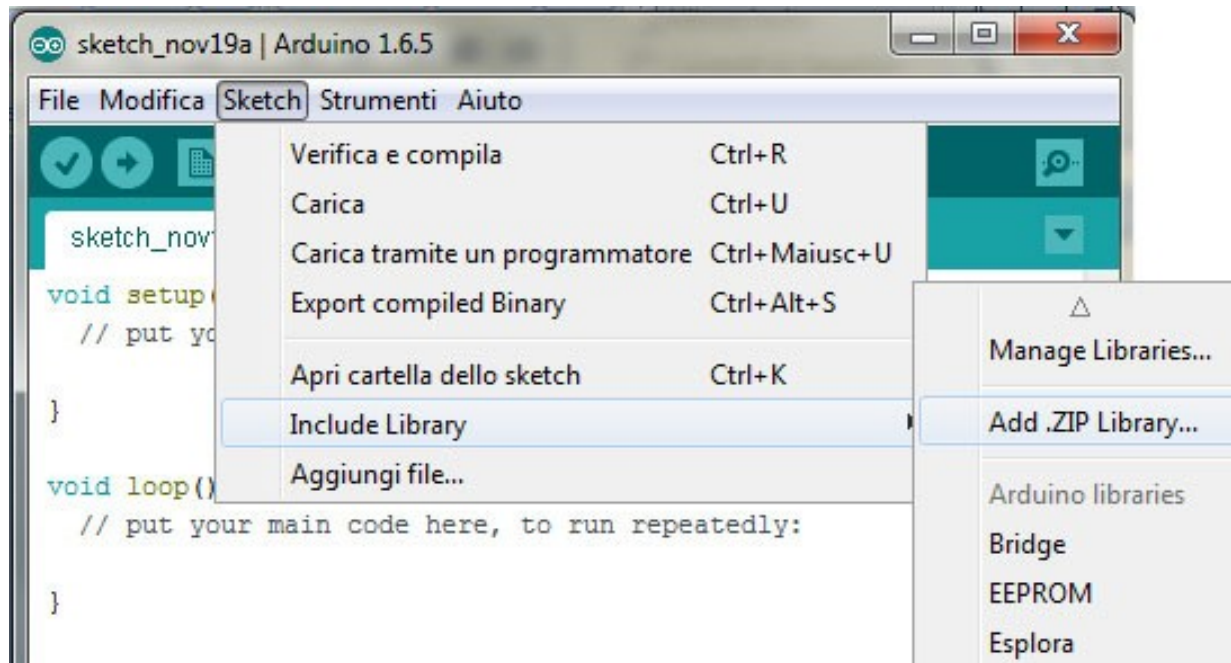 sketch_nov19a | Arduino 1.6.5
File Modifica Sketch Strumenti Aiuto
sketch_nov
Verifica e compila Ctrl+R
Carica Ctrl+U
Carica tramite un programmatore Ctrl+Maiusc+U
Export compiled Binary Ctrl+Alt+S
Apri cartella dello sketch Ctrl+K
Include Library
Aggiungi file...
Manage Libraries...
Add .ZIP Library...
Arduino libraries
Bridge
EEPROM
Esplora
void setup(
// put yo
}
void loop()
// put your main code here, to run repeatedly:
}